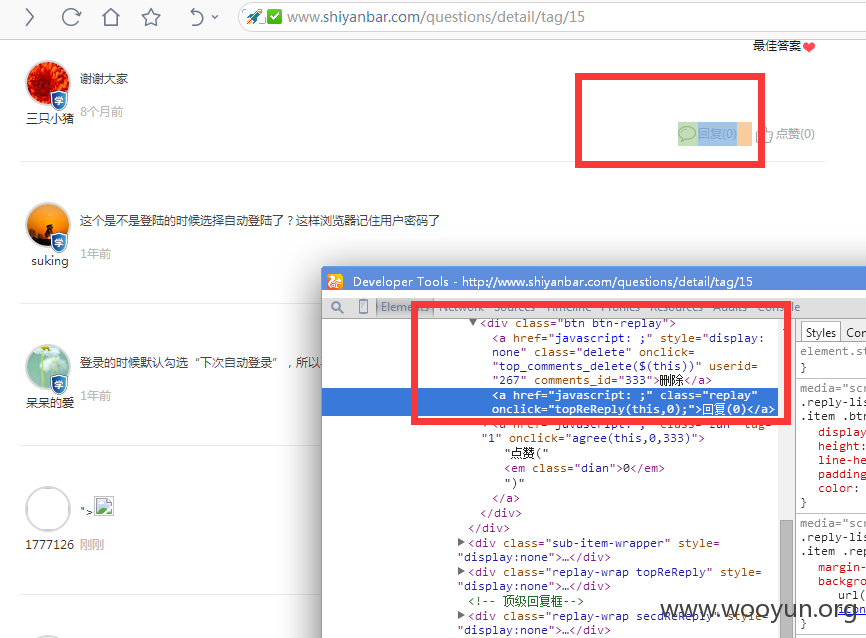 www.shiyanbar.com/questions/detail/tag/15
最佳答案
谢谢大家
学
三只小猪
8个月前
回复(0)
点赞(0)
这个是不是登陆的时候选择自动登陆了？这样浏览器记住用户密码了
学
suking
1年前
登录的时候默认勾选“下次自动登录”，所以
学
呆呆的爱
1年前
">
1777126
刚刚
Developer Tools - http://www.shiyanbar.com/questions/detail/tag/15
Elements Network Sources Timeline Profiles Resources Audits Console
▼<div class="btn btn-replay">
<a href="javascript: ;" style="display:
none" class="delete" onclick=
"top_comments_delete($(this))" userid=
"267" comments_id="333">删除</a>
<a href="javascript: ;" class="replay"
onclick="topReReply(this,0);">回复(0)</a>
<a href="javascript: ;" class="zan" tag=
"1" onclick="agree(this,0,333)">
"点赞("
<em class="dian">0</em>
")"
</a>
</div>
</div>
▶<div class="sub-item-wrapper" style=
"display:none">…</div>
▶<div class="replay-wrap topReReply" style=
"display:none">…</div>
<!-- 顶级回复框-->
▶<div class="replay-wrap secdReReply" style=
"display:none">…</div>
Styles Con
element.st
}
media="scr
.reply-lis
.item .btn
display
height:
line-he
padding
color:
}
media="scr
.reply-lis
.item .rep
margin-
backgro
url(
icon
}
www.wooyun.org